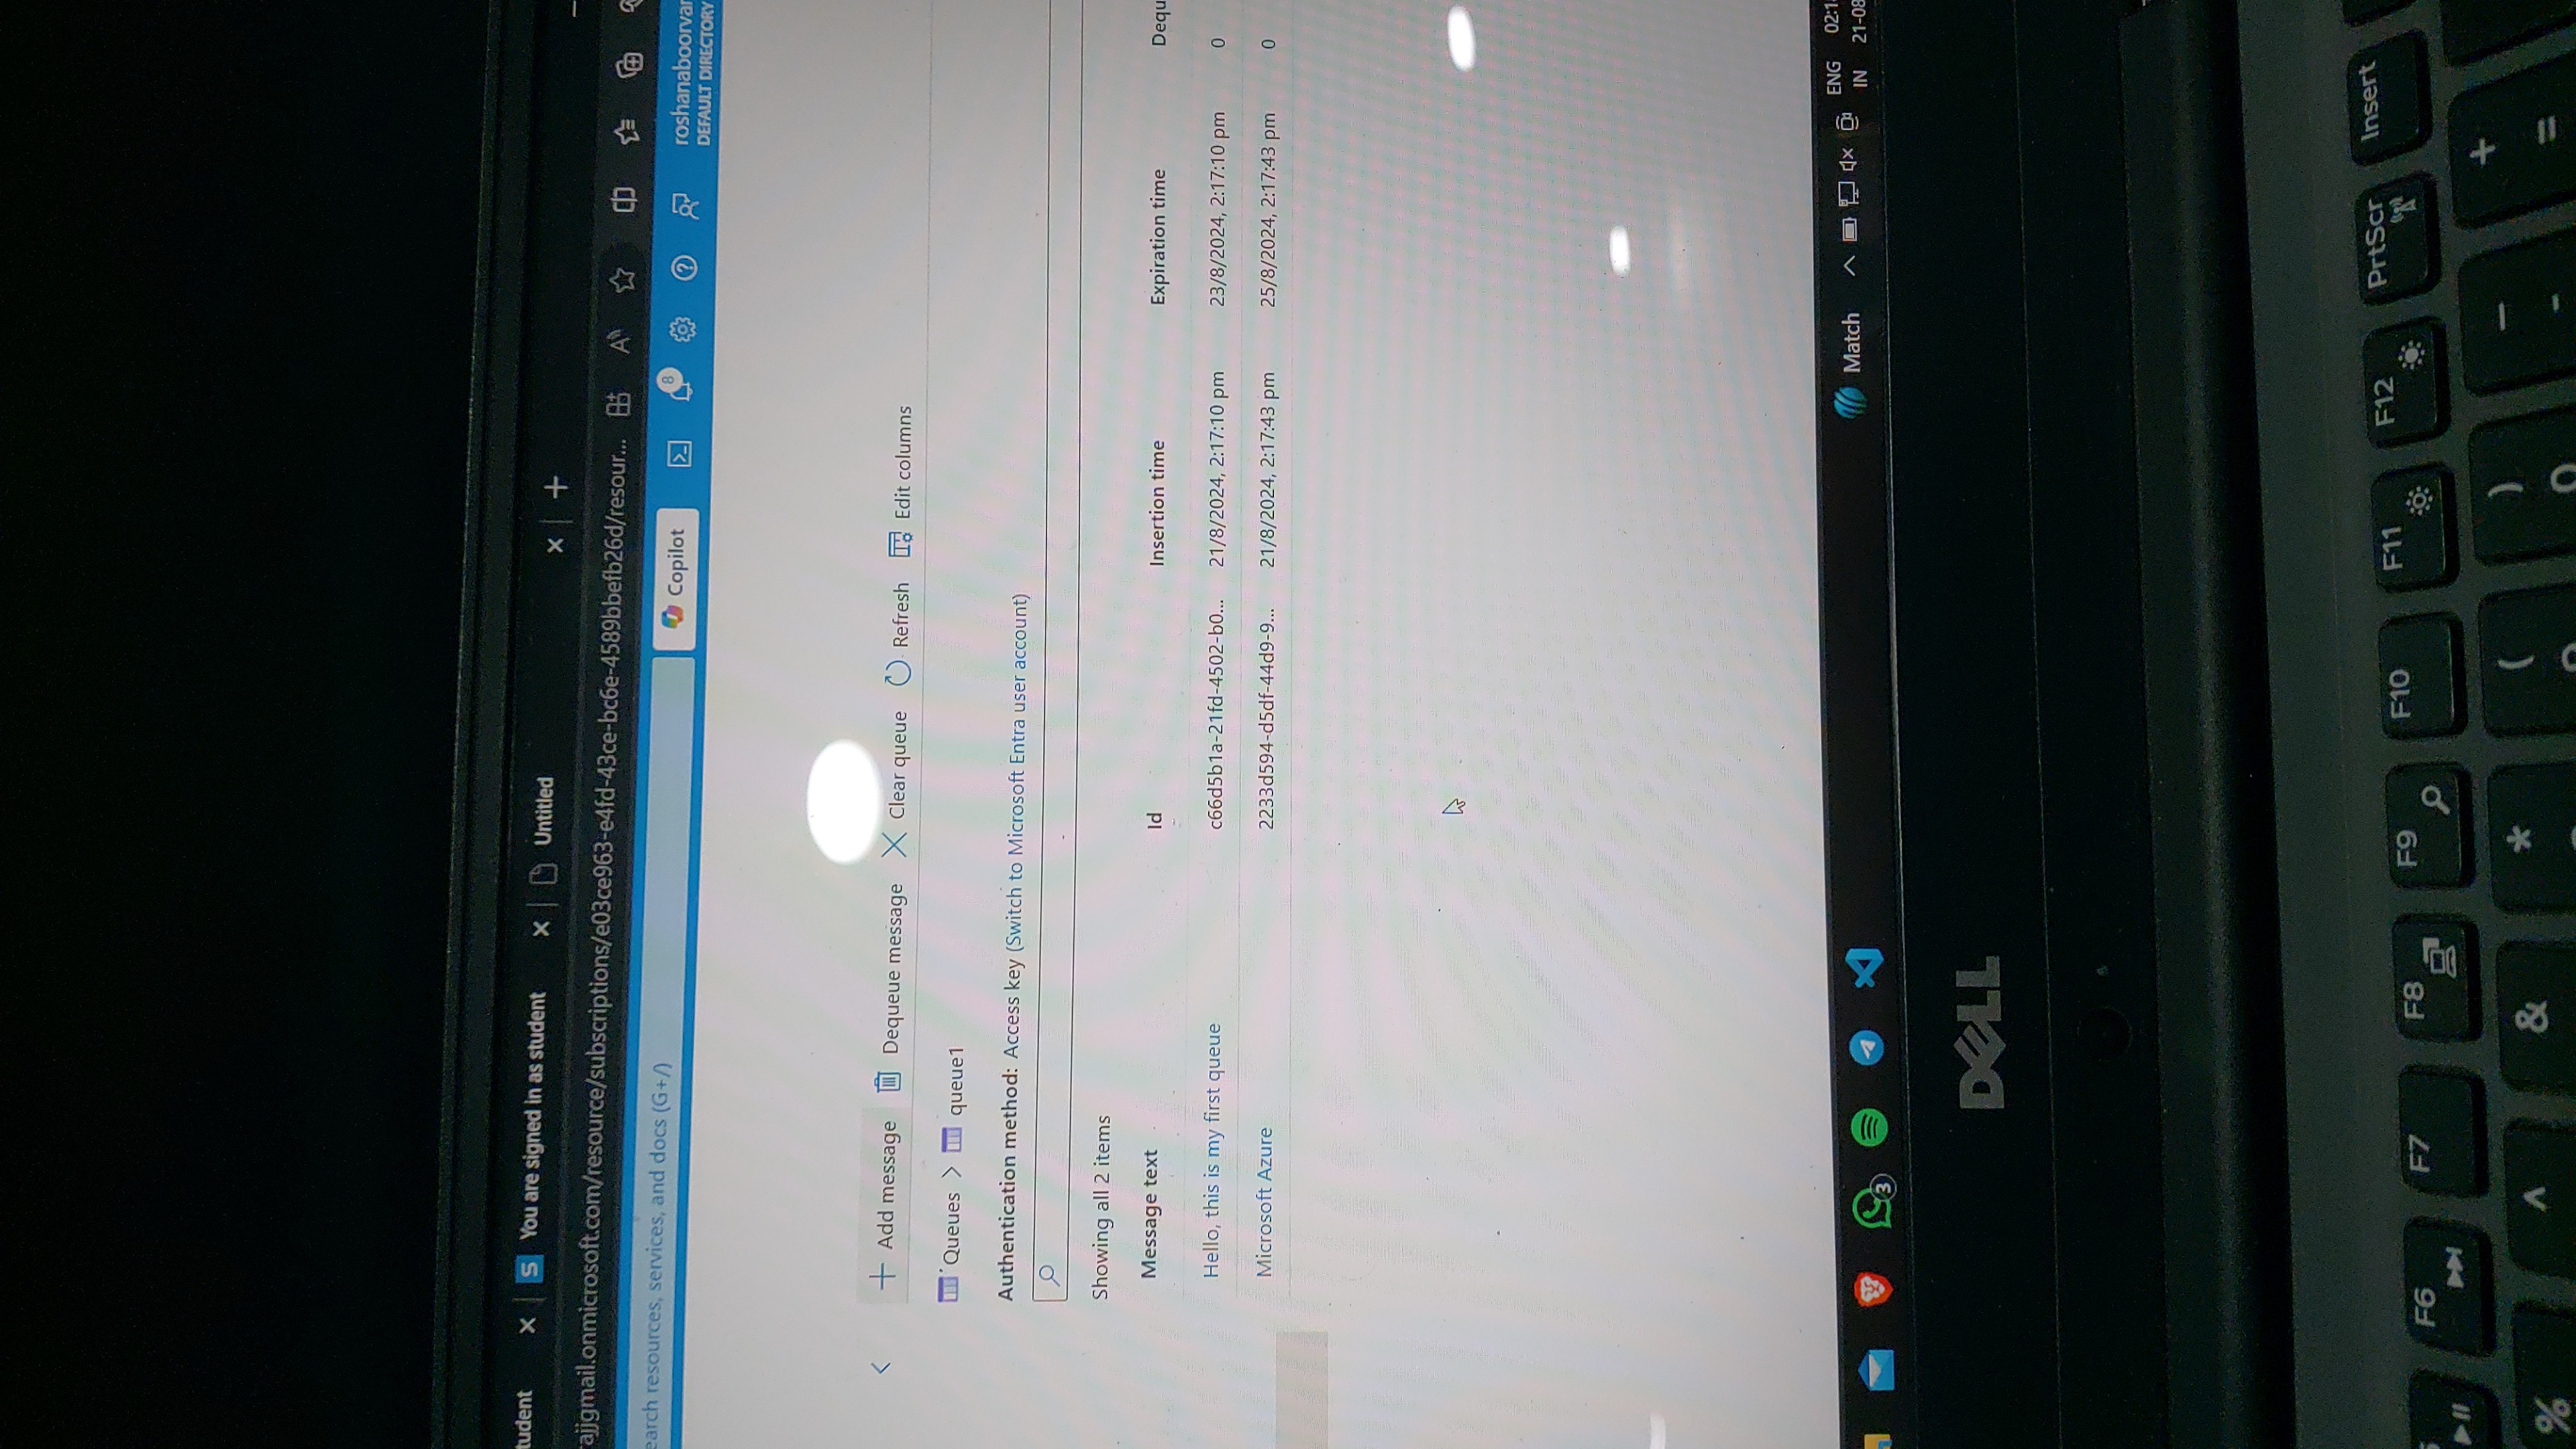 tudent
You are signed in as student
Untitled
rajjgmail.onmicrosoft.com/resource/subscriptions/e03ce963-e4fd-43ce-bc6e-4589bbefb26d/resour...
earch resources, services, and docs (G+/)
Copilot
8
roshanaboorvar
DEFAULT DIRECTORY
Add message
Dequeue message
Clear queue
Refresh
Edit columns
Queues > queue1
Authentication method: Access key (Switch to Microsoft Entra user account)
Showing all 2 items
Message text Id Insertion time Expiration time Dequ
Hello, this is my first queue c66d5b1a-21fd-4502-b0... 21/8/2024, 2:17:10 pm 23/8/2024, 2:17:10 pm 0
Microsoft Azure 2233d594-d5df-44d9-9... 21/8/2024, 2:17:43 pm 25/8/2024, 2:17:43 pm 0
3
Match
ENG
IN
02:1
21-08
DELL
F6
F7
F8
F9
F10
F11
F12
PrtScr
Insert
%
^
&
*
(
)
0
_
-
+
=